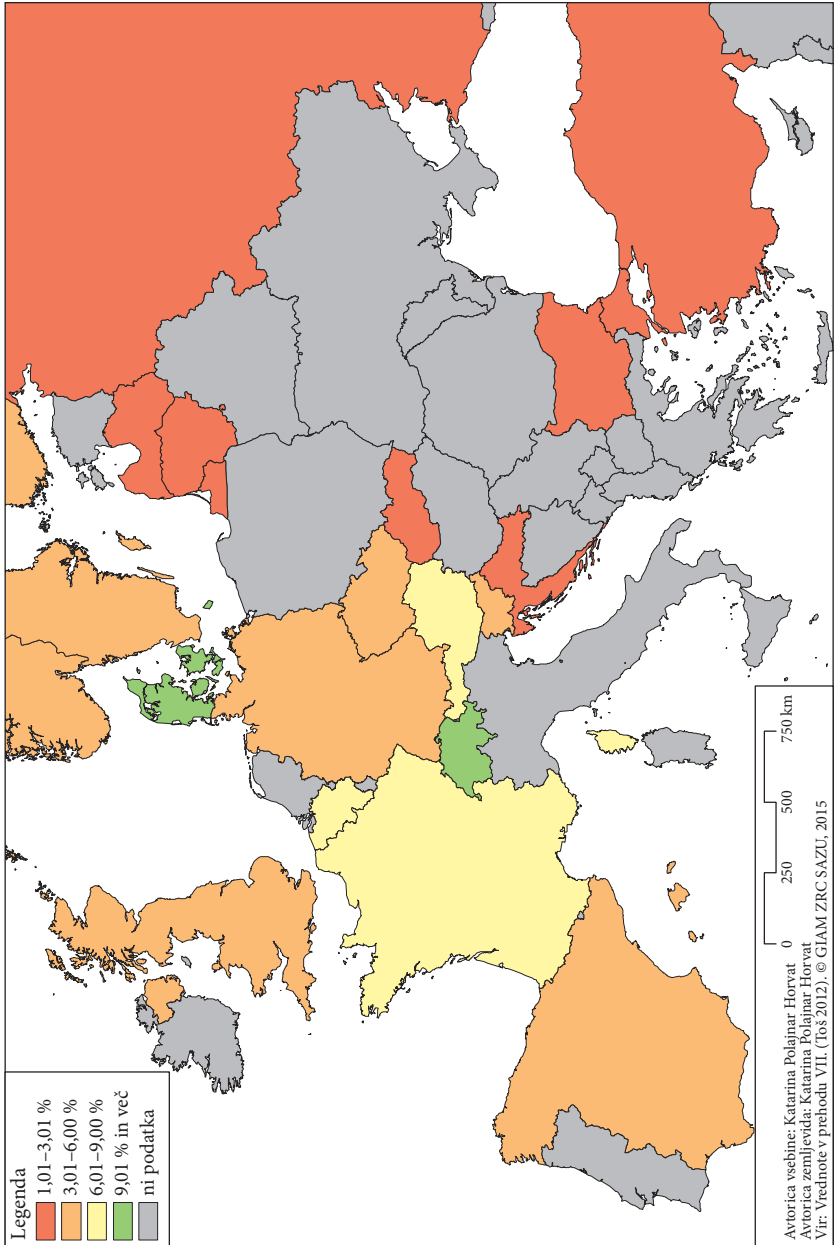 Legenda
1,01–3,01 %
3,01–6,00 %
6,01–9,00 %
9,01 % in več
ni podatka
0 250 500 750 km
Avtorica vsebine: Katarina Polajnar Horvat
Avtorica zemljevida: Katarina Polajnar Horvat
Vir: Vrednote v prehodu VII. (Toš 2012). © GIAM ZRC SAZU, 2015